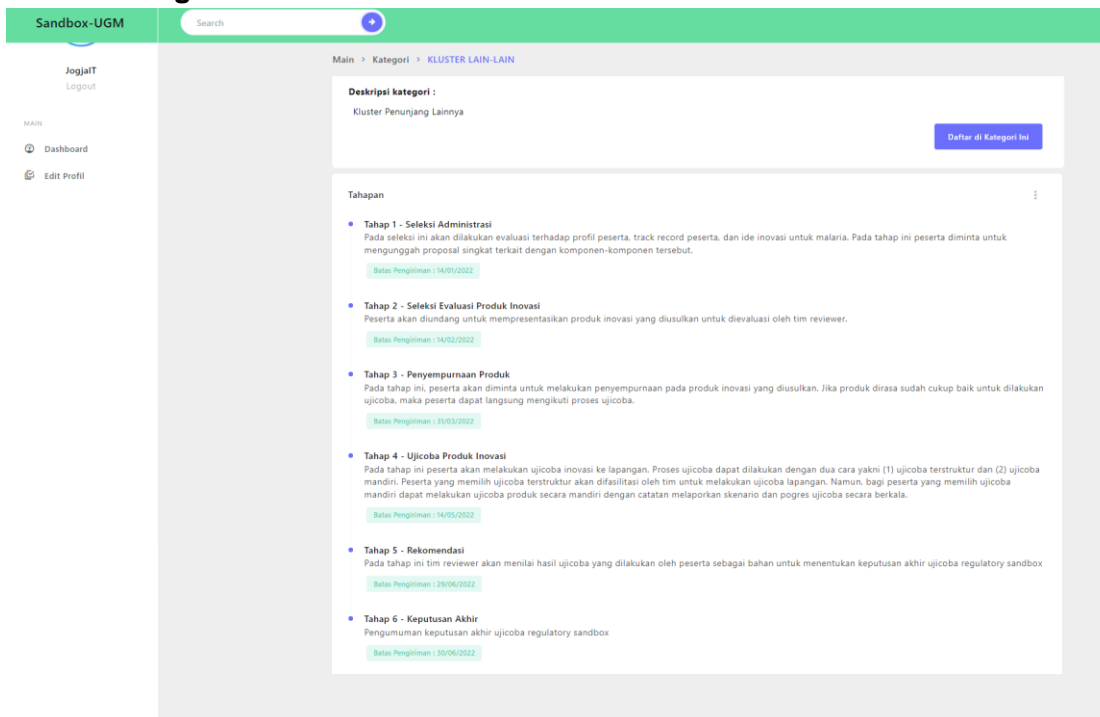 Sandbox-UGM
Search
JogjaIT
Logout
MAIN
Dashboard
Edit Profil
Main > Kategori > KLUSTER LAIN-LAIN
Deskripsi kategori :
Kluster Penunjang Lainnya
Daftar di Kategori Ini
Tahapan
Tahap 1 - Seleksi Administrasi
Pada seleksi ini akan dilakukan evaluasi terhadap profil peserta, track record peserta, dan ide inovasi untuk malaria. Pada tahap ini peserta diminta untuk
mengunggah proposal singkat terkait dengan komponen-komponen tersebut.
Batas Pengiriman : 14/01/2022
Tahap 2 - Seleksi Evaluasi Produk Inovasi
Peserta akan diundang untuk mempresentasikan produk inovasi yang diusulkan untuk dievaluasi oleh tim reviewer.
Batas Pengiriman : 14/02/2022
Tahap 3 - Penyempurnaan Produk
Pada tahap ini, peserta akan diminta untuk melakukan penyempurnaan pada produk inovasi yang diusulkan. Jika produk dirasa sudah cukup baik untuk dilakukan
ujicoba, maka peserta dapat langsung mengikuti proses ujicoba.
Batas Pengiriman : 31/03/2022
Tahap 4 - Ujicoba Produk Inovasi
Pada tahap ini peserta akan melakukan ujicoba inovasi ke lapangan. Proses ujicoba dapat dilakukan dengan dua cara yakni (1) ujicoba terstruktur dan (2) ujicoba
mandiri. Peserta yang memilih ujicoba terstruktur akan difasilitasi oleh tim untuk melakukan ujicoba lapangan. Namun, bagi peserta yang memilih ujicoba
mandiri dapat melakukan ujicoba produk secara mandiri dengan catatan melaporkan skenario dan pogres ujicoba secara berkala.
Batas Pengiriman : 14/05/2022
Tahap 5 - Rekomendasi
Pada tahap ini tim reviewer akan menilai hasil ujicoba yang dilakukan oleh peserta sebagai bahan untuk menentukan keputusan akhir ujicoba regulatory sandbox
Batas Pengiriman : 29/06/2022
Tahap 6 - Keputusan Akhir
Pengumuman keputusan akhir ujicoba regulatory sandbox
Batas Pengiriman : 30/06/2022